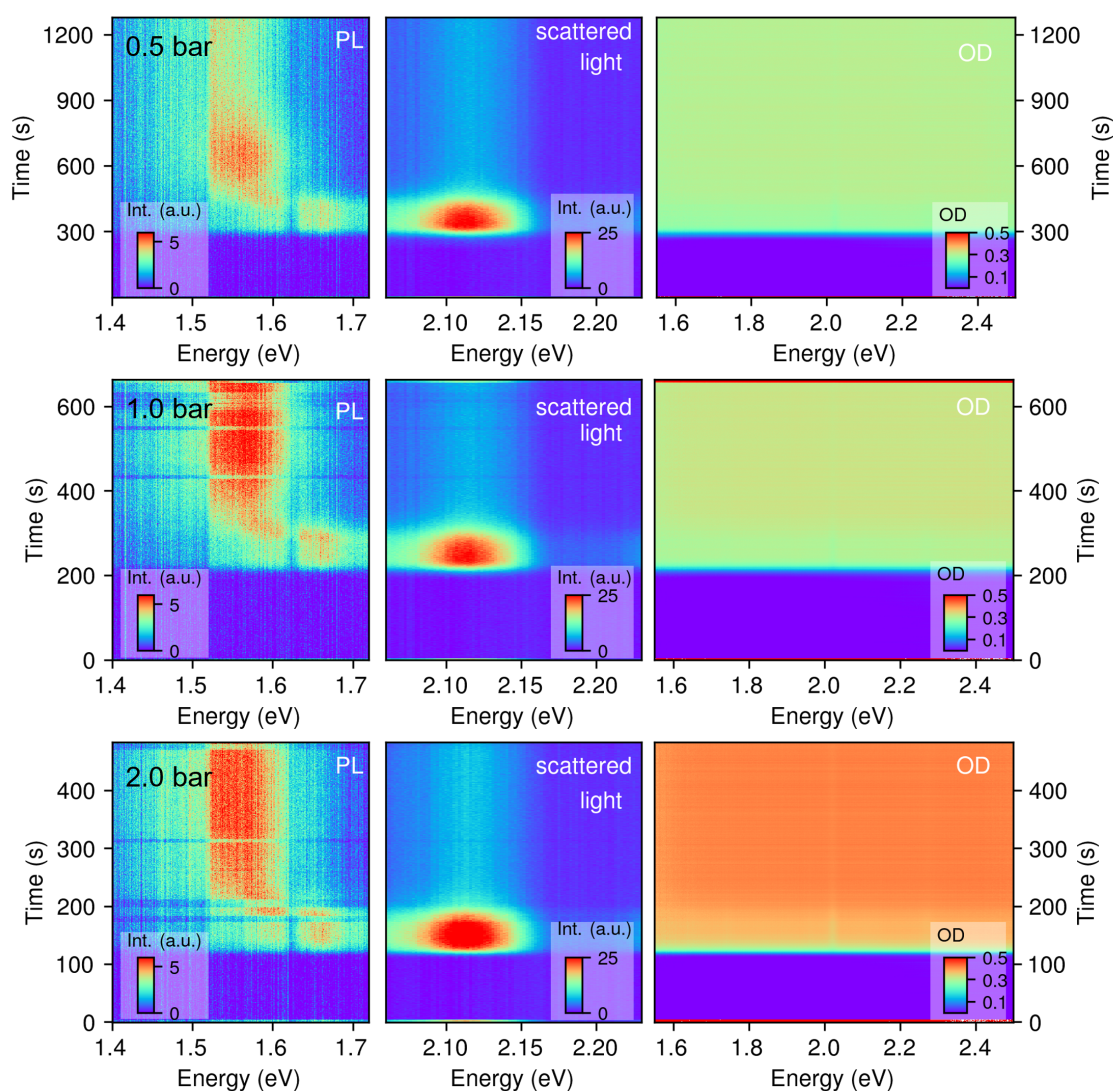 0.5 bar
PL
Int. (a.u.)
5
0
Time (s)
1200
900
600
300
1.4 1.5 1.6 1.7
Energy (eV)
scattered
light
Int. (a.u.)
25
0
2.10 2.15 2.20
Energy (eV)
OD
OD
0.5
0.3
0.1
1200
900
600
300
Time (s)
1.6 1.8 2.0 2.2 2.4
Energy (eV)
1.0 bar
PL
Int. (a.u.)
5
0
Time (s)
600
400
200
0
1.4 1.5 1.6 1.7
Energy (eV)
scattered
light
Int. (a.u.)
25
0
2.10 2.15 2.20
Energy (eV)
OD
OD
0.5
0.3
0.1
600
400
200
0
Time (s)
1.6 1.8 2.0 2.2 2.4
Energy (eV)
2.0 bar
PL
Int. (a.u.)
5
0
Time (s)
400
300
200
100
0
1.4 1.5 1.6 1.7
Energy (eV)
scattered
light
Int. (a.u.)
25
0
2.10 2.15 2.20
Energy (eV)
OD
OD
0.5
0.3
0.1
400
300
200
100
0
Time (s)
1.6 1.8 2.0 2.2 2.4
Energy (eV)